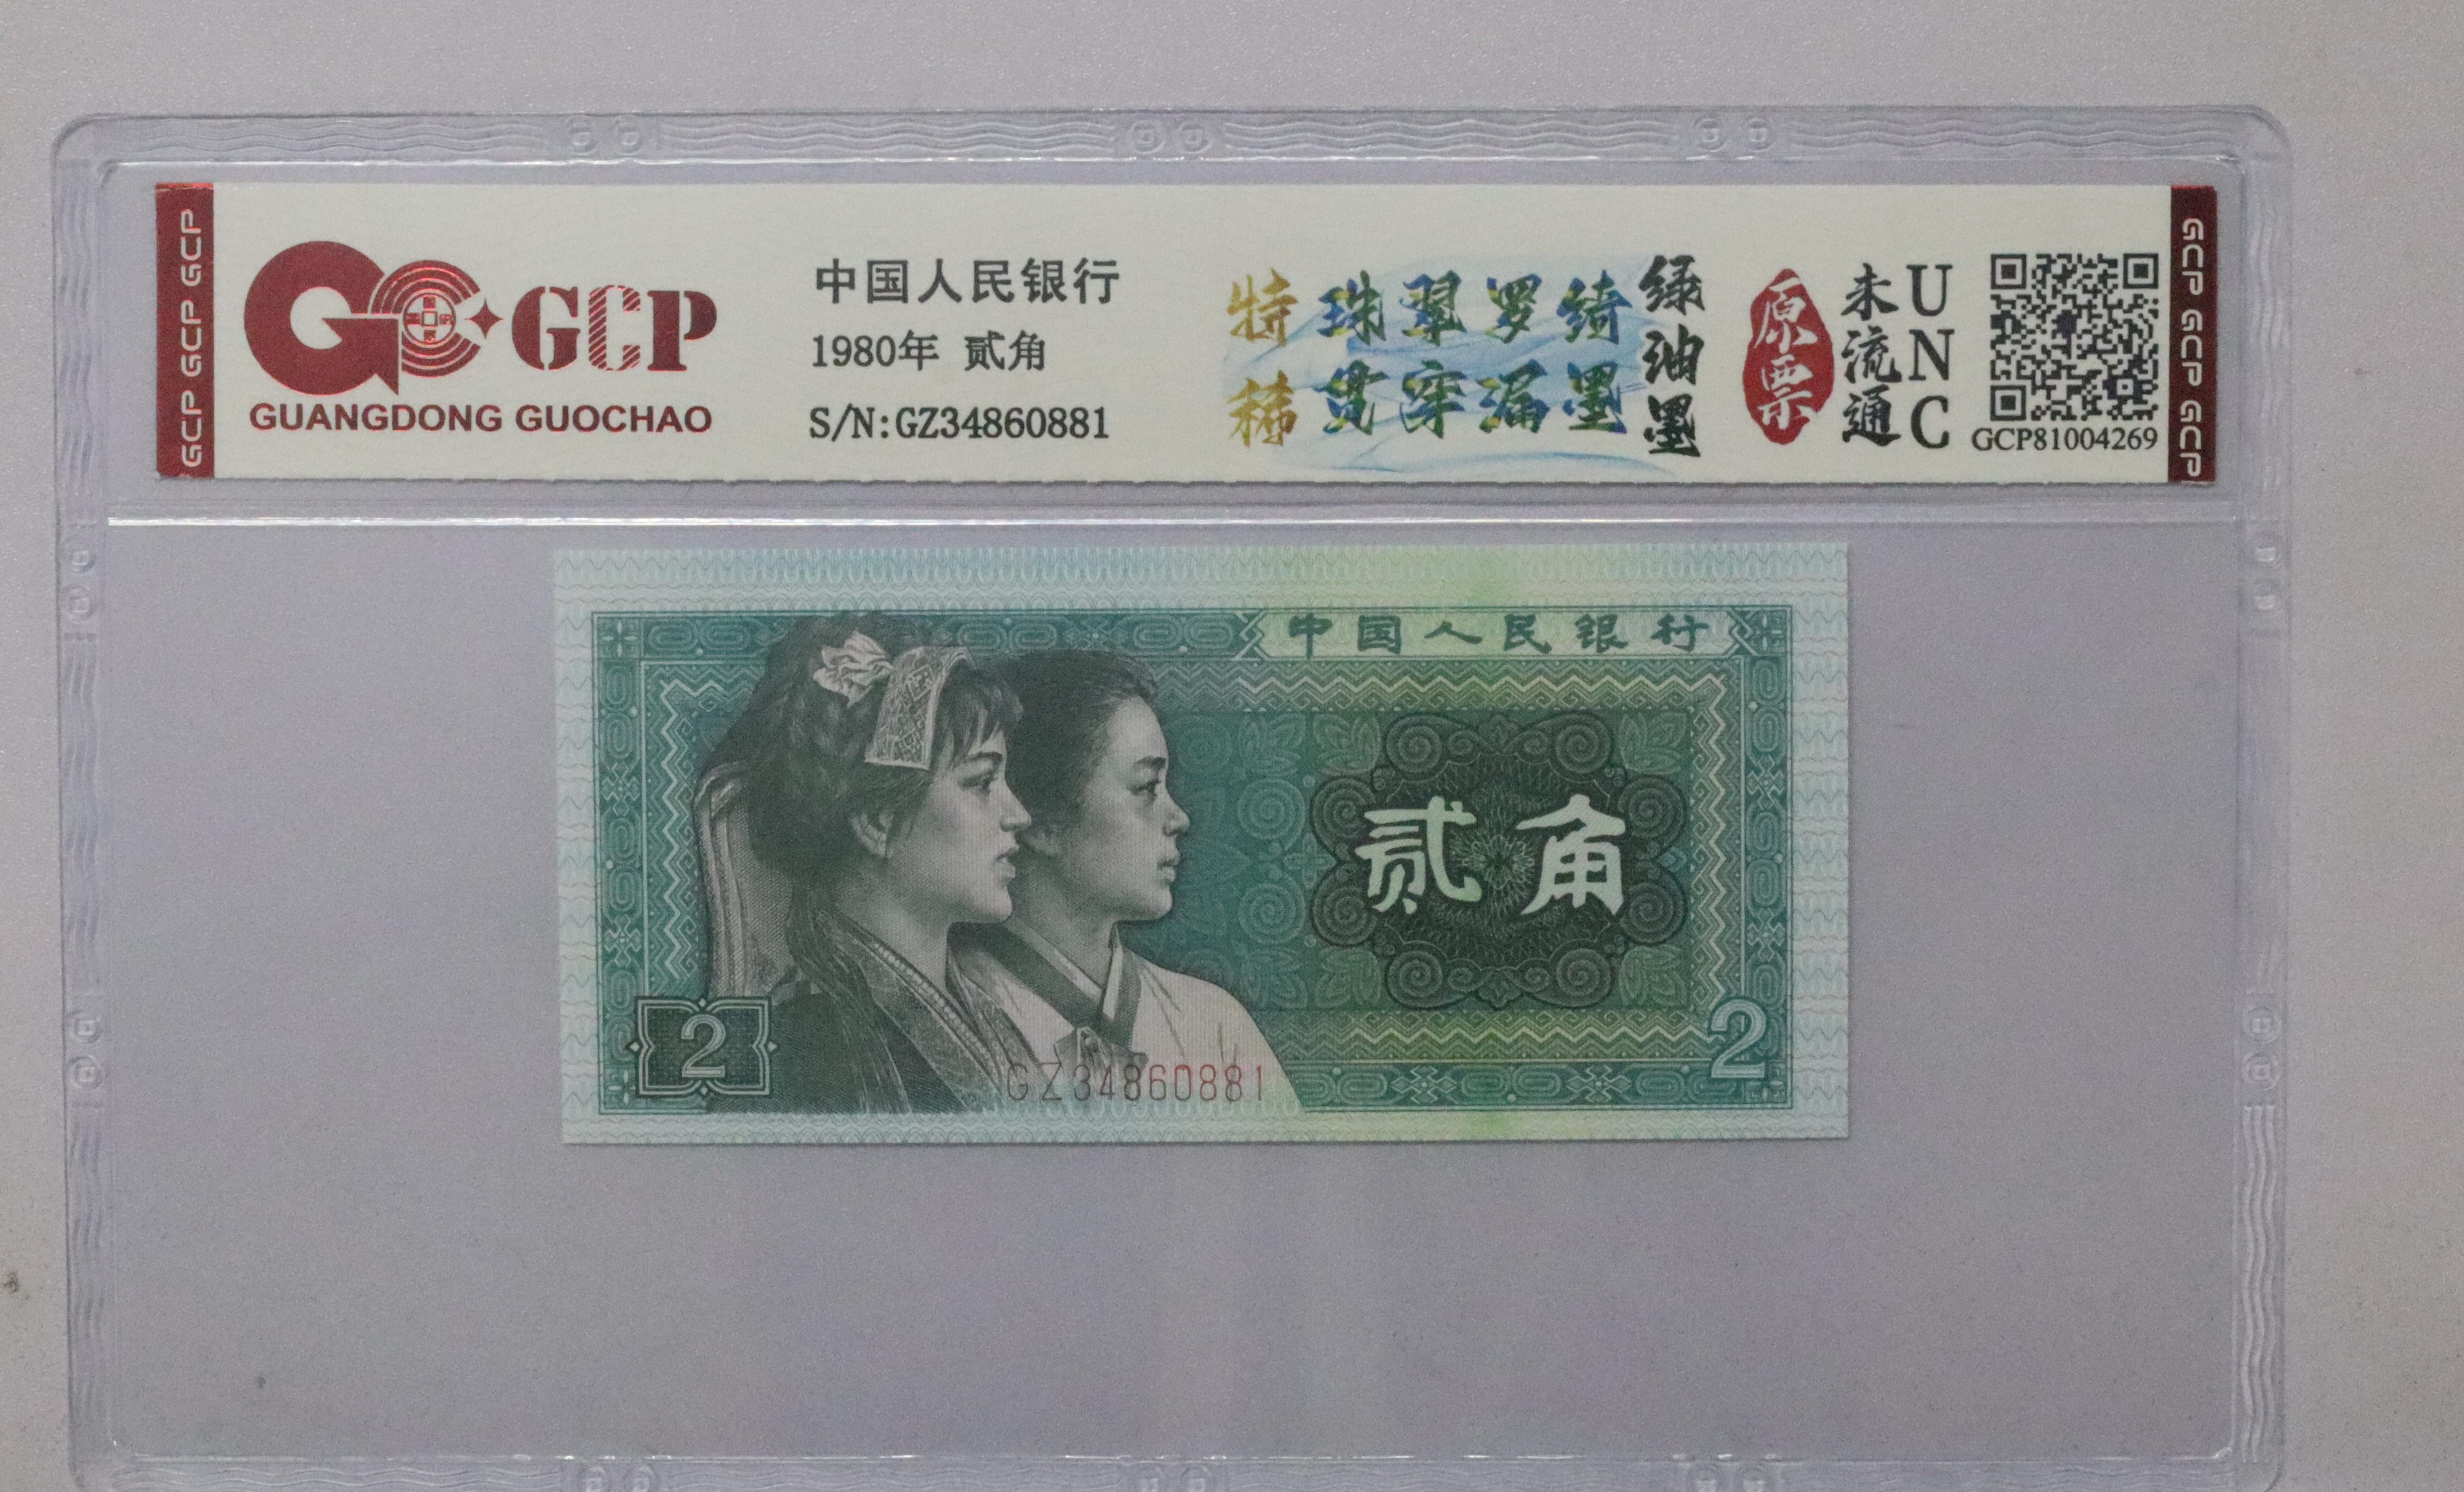 GCP GCP GCP
GCP
GUANGDONG GUOCHAO
中国人民银行
1980年 贰角
S/N:GZ34860881
特稀
珠翠罗绮
贯穿漏墨
绿油墨
原票
未流通
UNC
GCP81004269
GCP GCP GCP
中国人民银行
贰角
2
GZ34860881
2